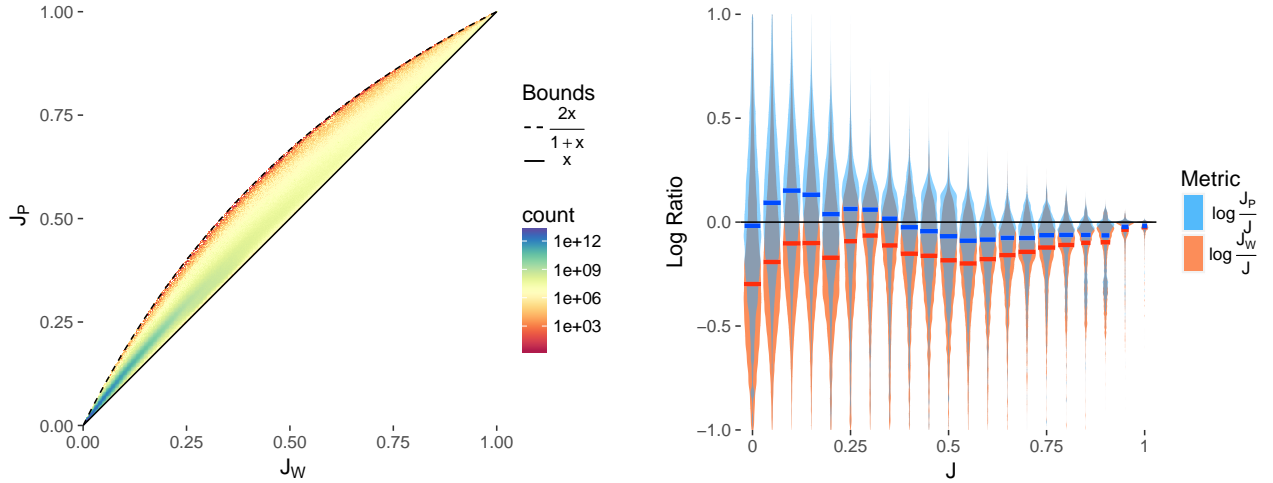 1.00
0.75
0.50
0.25
0.00
J_P
0.00
0.25
0.50
0.75
1.00
J_W
Bounds
2x
1 + x
x
count
1e+12
1e+09
1e+06
1e+03
1.0
0.5
0.0
−0.5
−1.0
Log Ratio
0
0.25
0.5
0.75
1
J
Metric
log J_P/J
log J_W/J